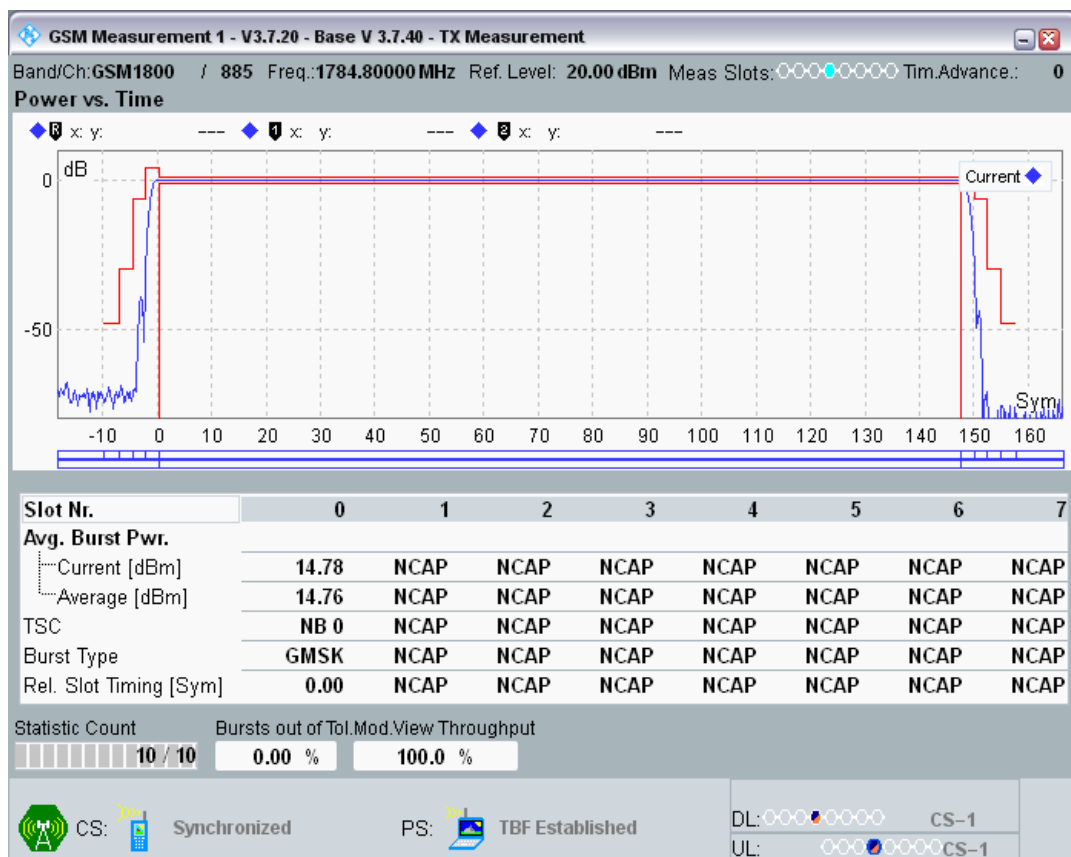 GSM Measurement 1 - V3.7.20 - Base V 3.7.40 - TX Measurement
Band/Ch:GSM1800 / 885 Freq.:1784.80000 MHz Ref. Level: 20.00 dBm Meas Slots: Tim.Advance.: 0
Power vs. Time
R x: y: --- 1 x: y: --- 2 x: y: ---
dB
Current
0
-50
Sym
-10 0 10 20 30 40 50 60 70 80 90 100 110 120 130 140 150 160
Slot Nr. 0 1 2 3 4 5 6 7
Avg. Burst Pwr.
Current [dBm] 14.78 NCAP NCAP NCAP NCAP NCAP NCAP NCAP
Average [dBm] 14.76 NCAP NCAP NCAP NCAP NCAP NCAP NCAP
TSC NB 0 NCAP NCAP NCAP NCAP NCAP NCAP NCAP
Burst Type GMSK NCAP NCAP NCAP NCAP NCAP NCAP NCAP
Rel. Slot Timing [Sym] 0.00 NCAP NCAP NCAP NCAP NCAP NCAP NCAP
Statistic Count Bursts out of Tol.Mod.View Throughput
10 / 10 0.00 % 100.0 %
CS: Synchronized PS: TBF Established DL: CS-1
UL: CS-1